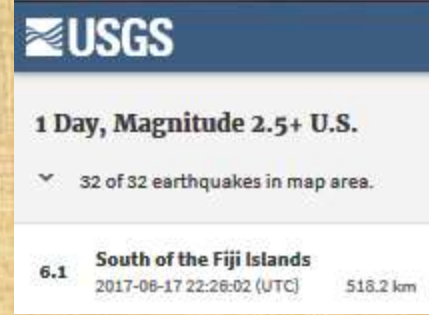 USGS
1 Day, Magnitude 2.5+ U.S.
32 of 32 earthquakes in map area.
6.1
South of the Fiji Islands
2017-06-17 22:26:02 (UTC) 518.2 km